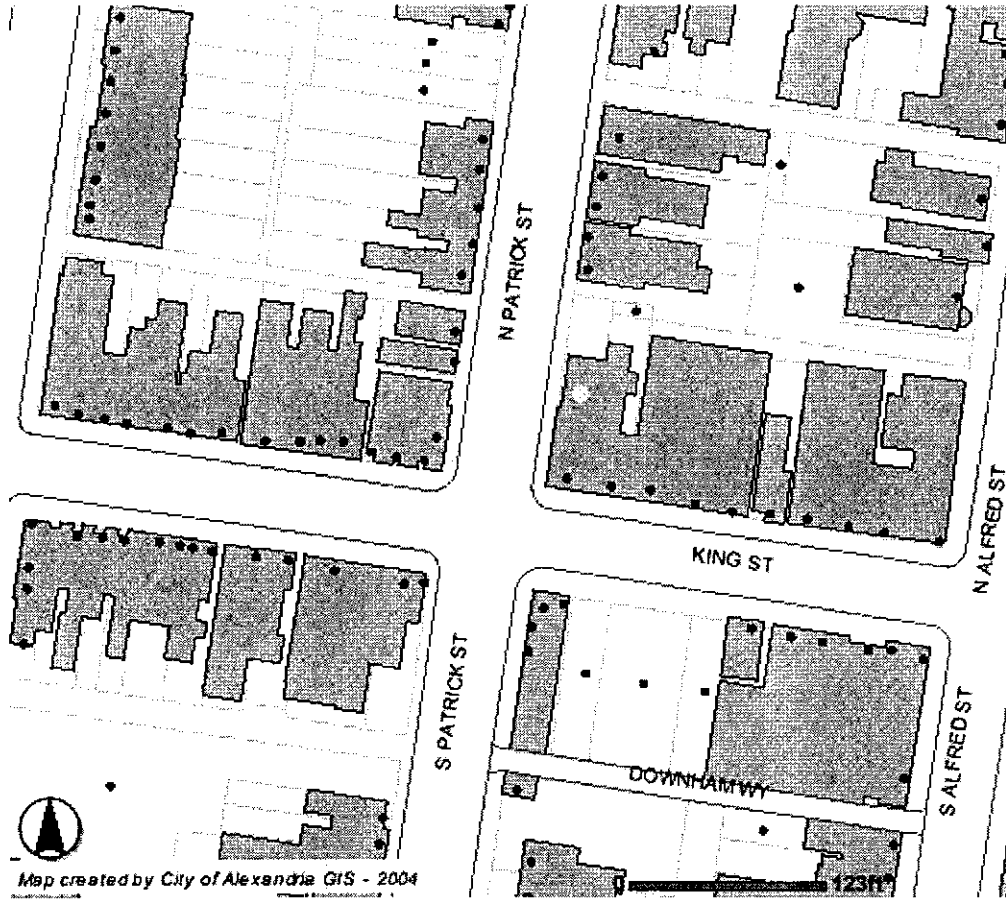 N PATRICK ST
KING ST
N ALFRED ST
S PATRICK ST
S ALFRED ST
DOWNHAM WY
Map created by City of Alexandria GIS - 2004
0 123ft